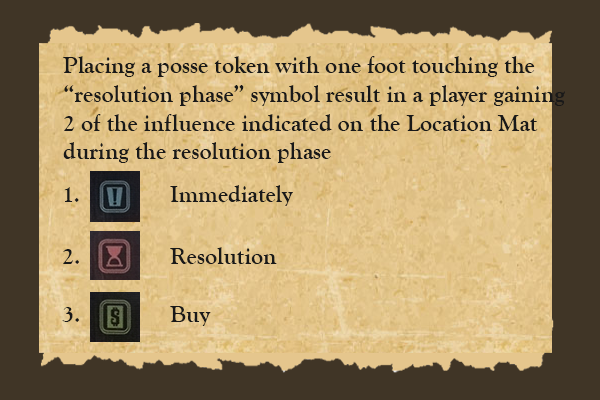 Placing a posse token with one foot touching the
“resolution phase” symbol result in a player gaining
2 of the influence indicated on the Location Mat
during the resolution phase
1. ! Immediately
2. Resolution
3. $ Buy